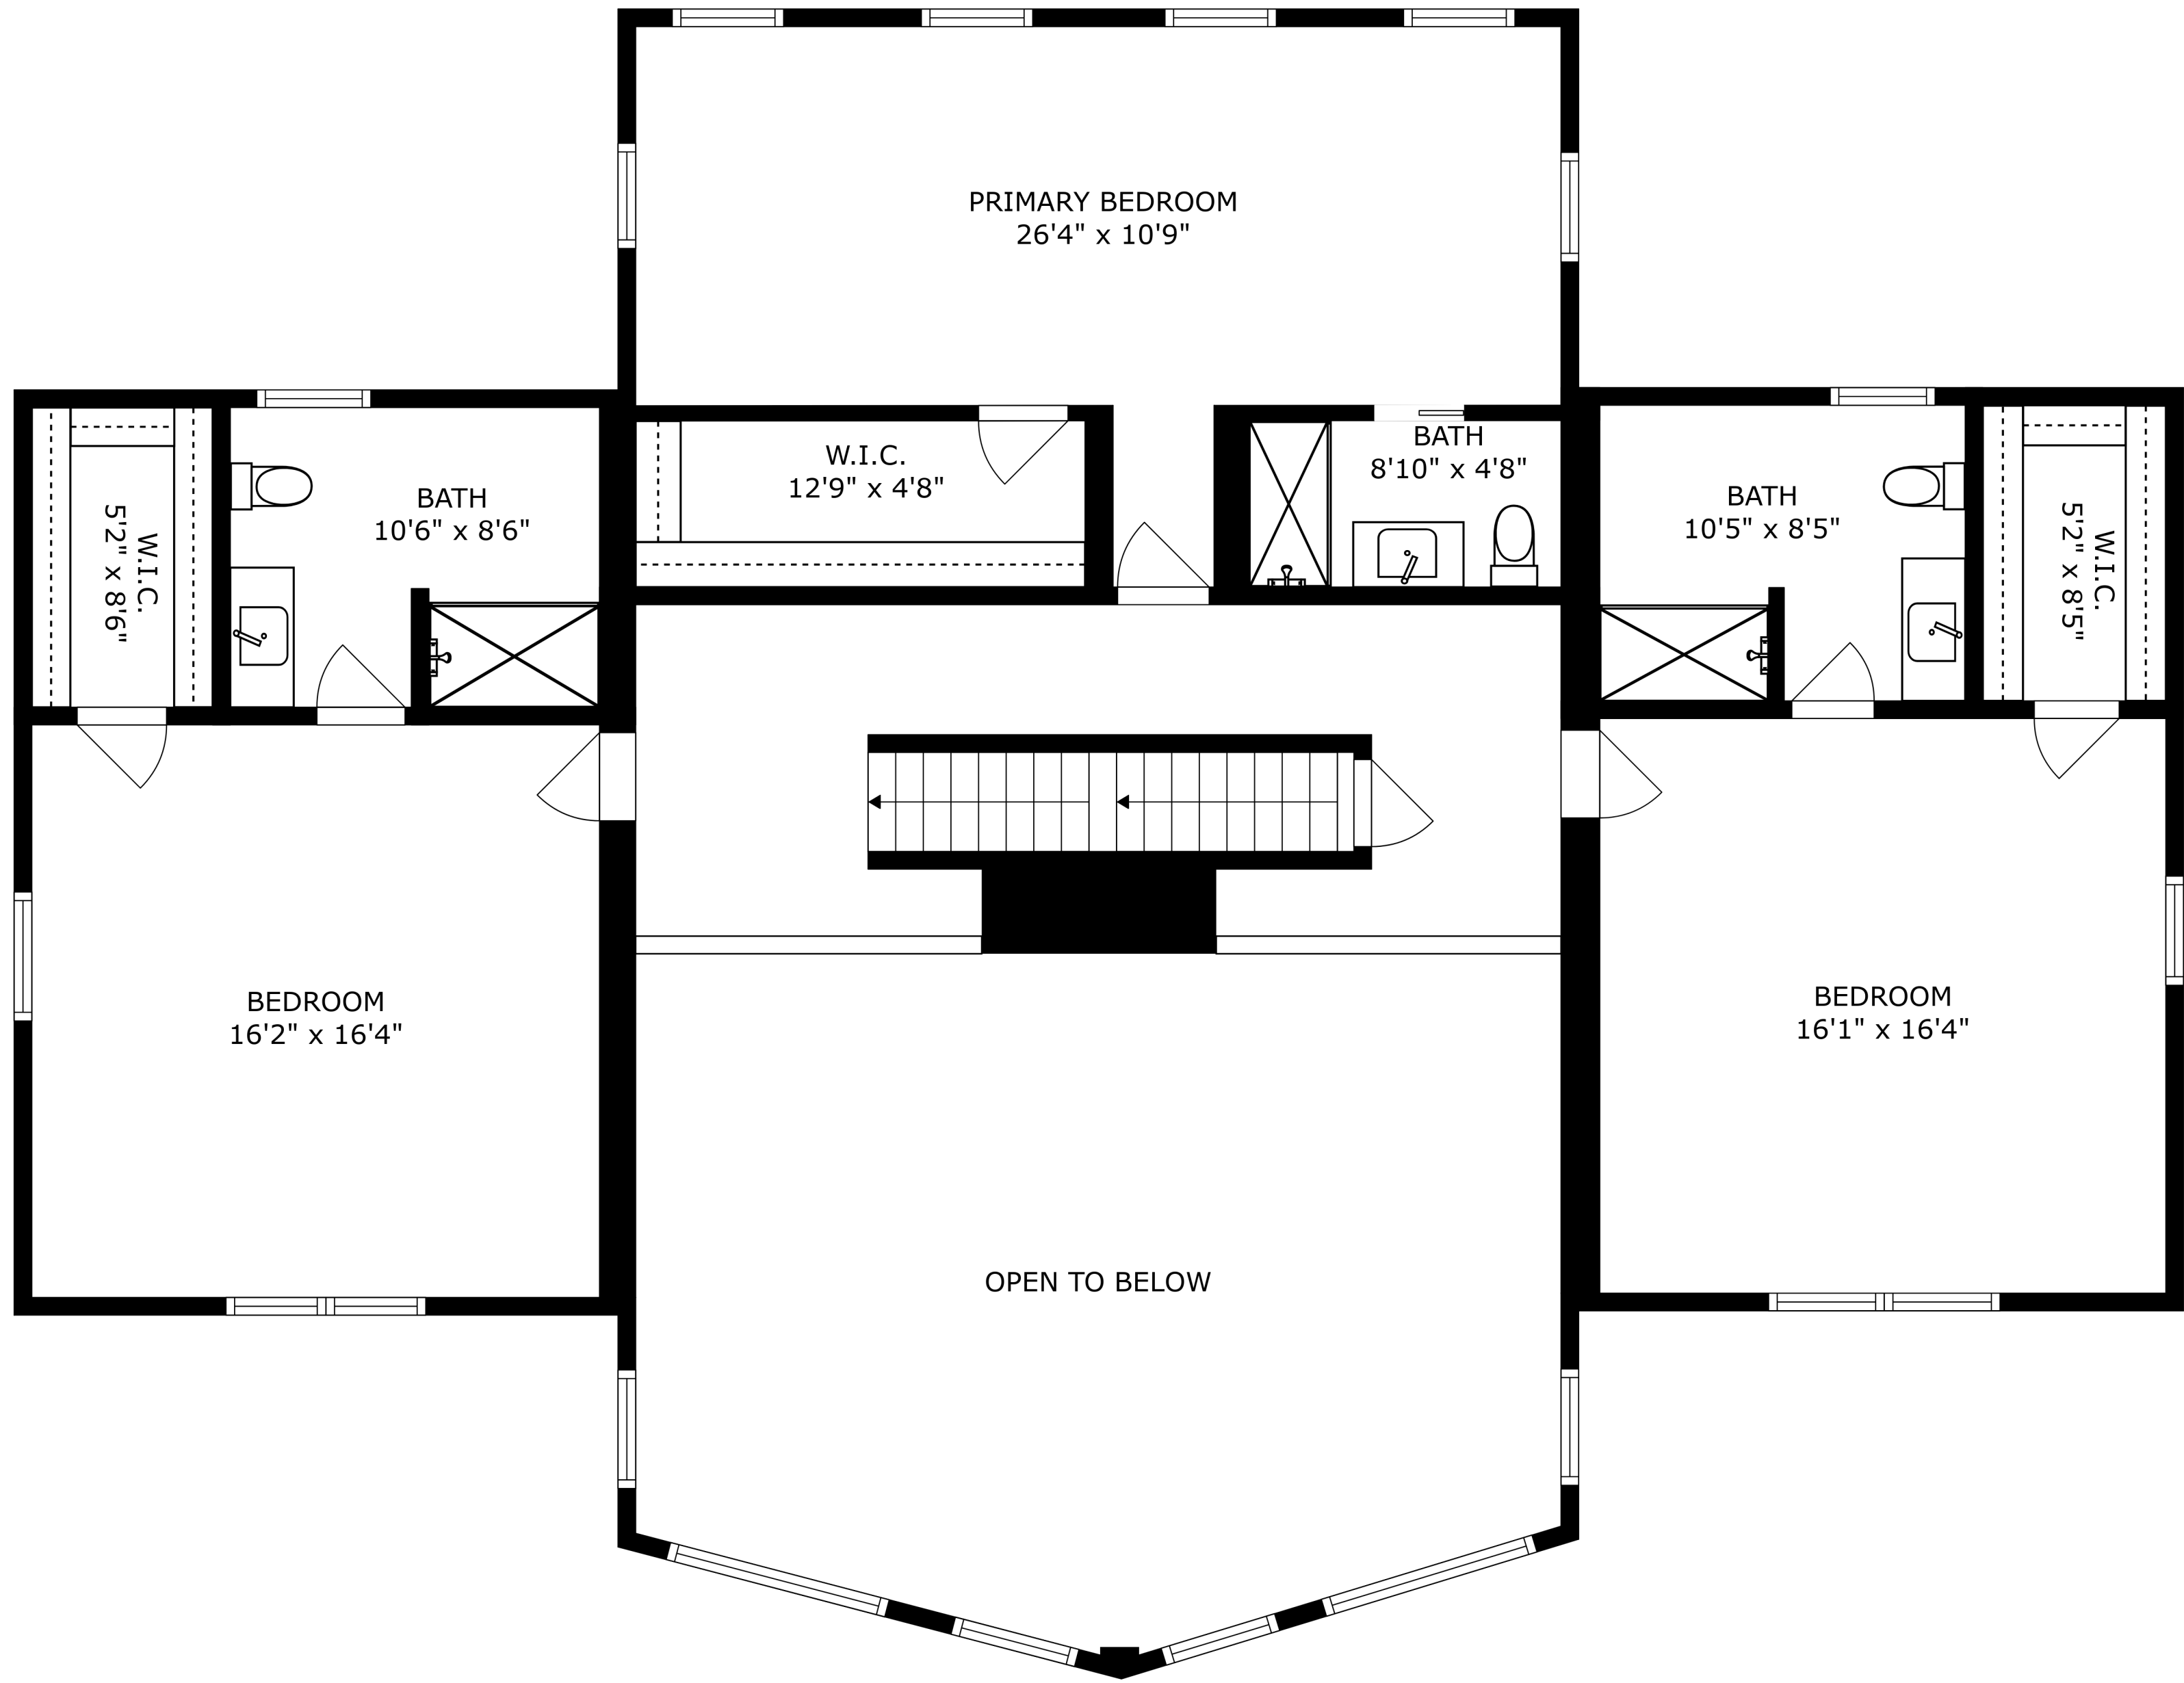 PRIMARY BEDROOM
26'4" x 10'9"
W.I.C.
12'9" x 4'8"
BATH
8'10" x 4'8"
BATH
10'6" x 8'6"
W.I.C.
5'2" x 8'6"
BATH
10'5" x 8'5"
W.I.C.
5'2" x 8'5"
BEDROOM
16'2" x 16'4"
BEDROOM
16'1" x 16'4"
OPEN TO BELOW